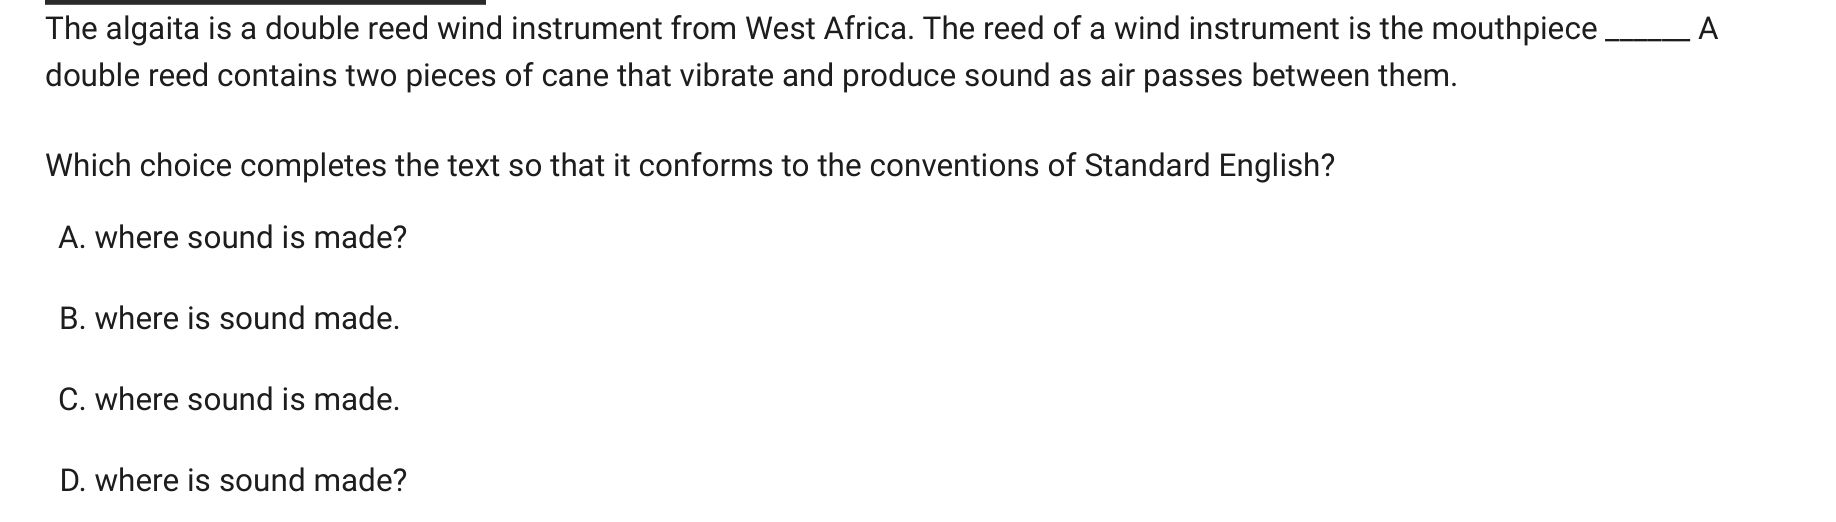 The algaita is a double reed wind instrument from West Africa. The reed of a wind instrument is the mouthpiece ______ A
double reed contains two pieces of cane that vibrate and produce sound as air passes between them.
Which choice completes the text so that it conforms to the conventions of Standard English?
A. where sound is made?
B. where is sound made.
C. where sound is made.
D. where is sound made?